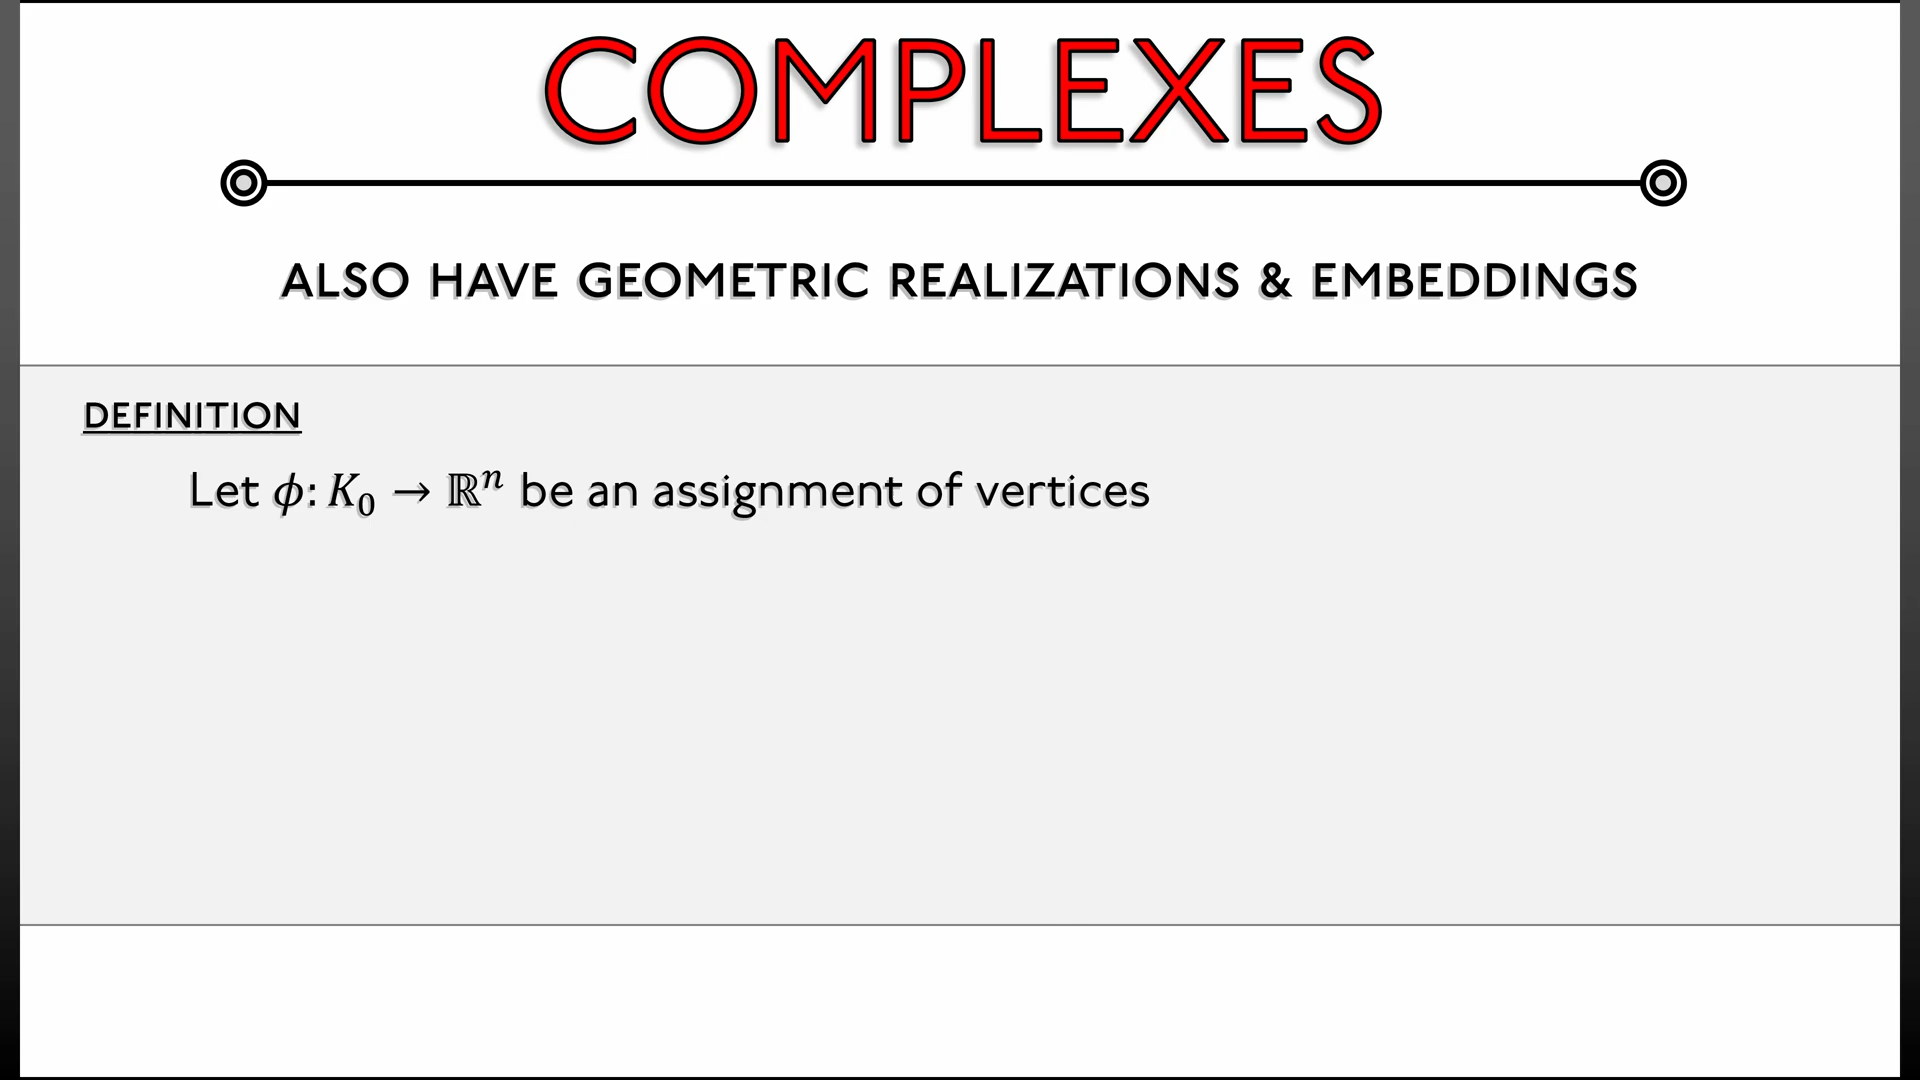 COMPLEXES
ALSO HAVE GEOMETRIC REALIZATIONS & EMBEDDINGS
DEFINITION
Let ϕ: K₀ → ℝⁿ be an assignment of vertices